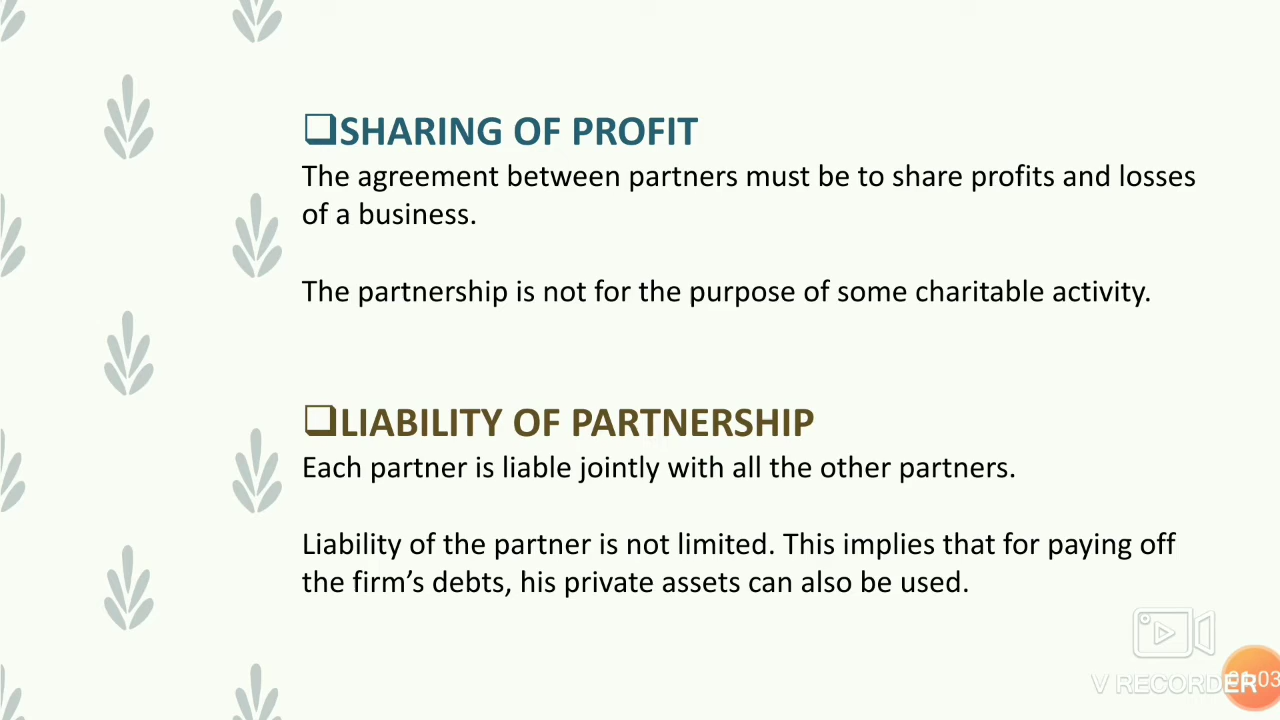 ❑SHARING OF PROFIT
The agreement between partners must be to share profits and losses
of a business.
The partnership is not for the purpose of some charitable activity.
❑LIABILITY OF PARTNERSHIP
Each partner is liable jointly with all the other partners.
Liability of the partner is not limited. This implies that for paying off
the firm’s debts, his private assets can also be used.
V RECORDER